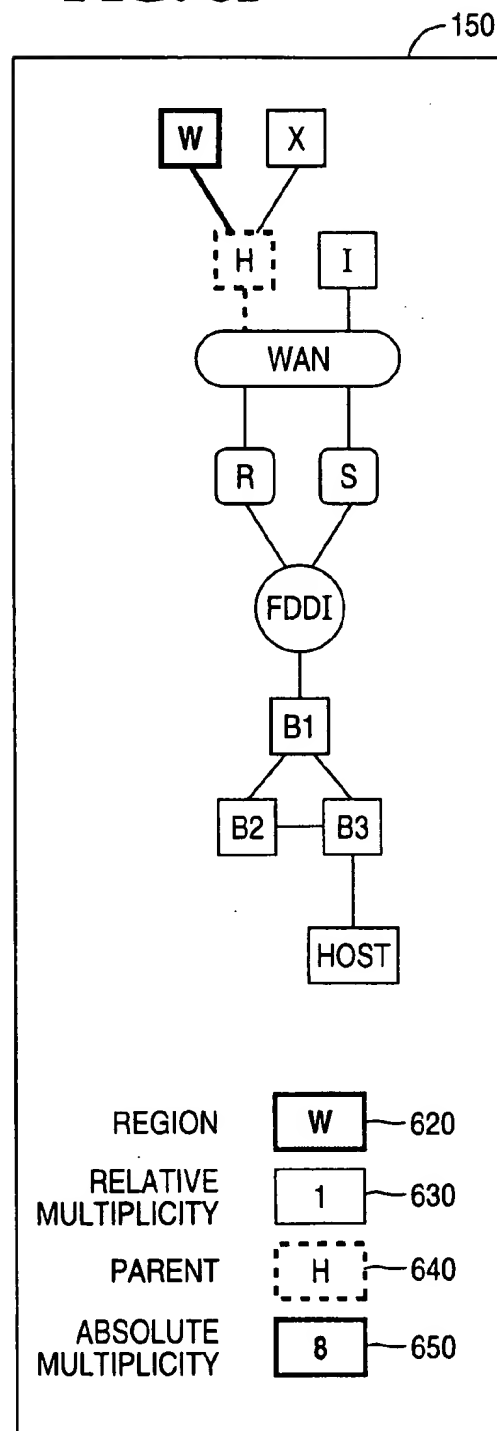 150
W X
H I
WAN
R S
FDDI
B1
B2 B3
HOST
REGION W 620
RELATIVE
MULTIPLICITY 1 630
PARENT H 640
ABSOLUTE
MULTIPLICITY 8 650